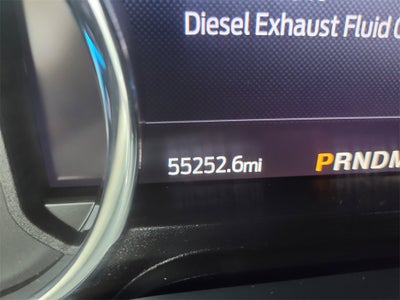 Diesel Exhaust Fluid
55252.6mi PRNDM